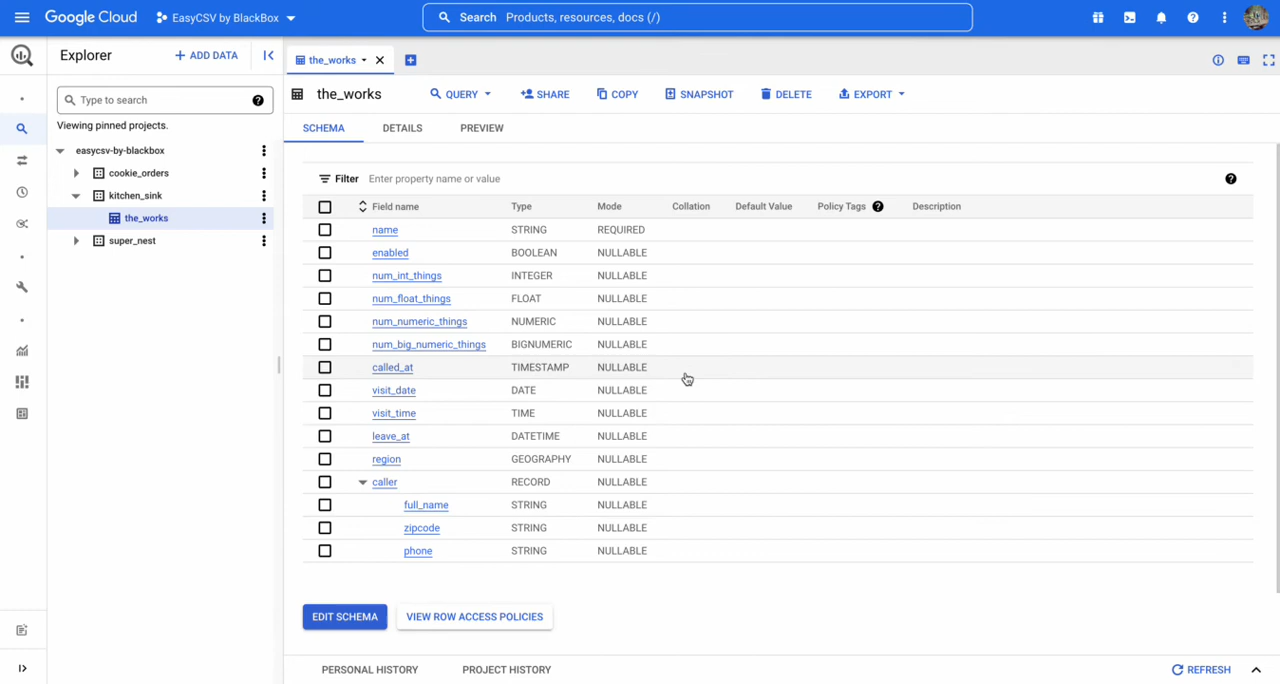 Google Cloud EasyCSV by BlackBox Search Products, resources, docs (/)
Explorer + ADD DATA
the_works
Type to search
Viewing pinned projects.
easycsv-by-blackbox
cookie_orders
kitchen_sink
the_works
super_nest
the_works QUERY SHARE COPY SNAPSHOT DELETE EXPORT
SCHEMA DETAILS PREVIEW
Filter Enter property name or value
Field name Type Mode Collation Default Value Policy Tags Description
name STRING REQUIRED
enabled BOOLEAN NULLABLE
num_int_things INTEGER NULLABLE
num_float_things FLOAT NULLABLE
num_numeric_things NUMERIC NULLABLE
num_big_numeric_things BIGNUMERIC NULLABLE
called_at TIMESTAMP NULLABLE
visit_date DATE NULLABLE
visit_time TIME NULLABLE
leave_at DATETIME NULLABLE
region GEOGRAPHY NULLABLE
caller RECORD NULLABLE
full_name STRING NULLABLE
zipcode STRING NULLABLE
phone STRING NULLABLE
EDIT SCHEMA VIEW ROW ACCESS POLICIES
PERSONAL HISTORY PROJECT HISTORY REFRESH